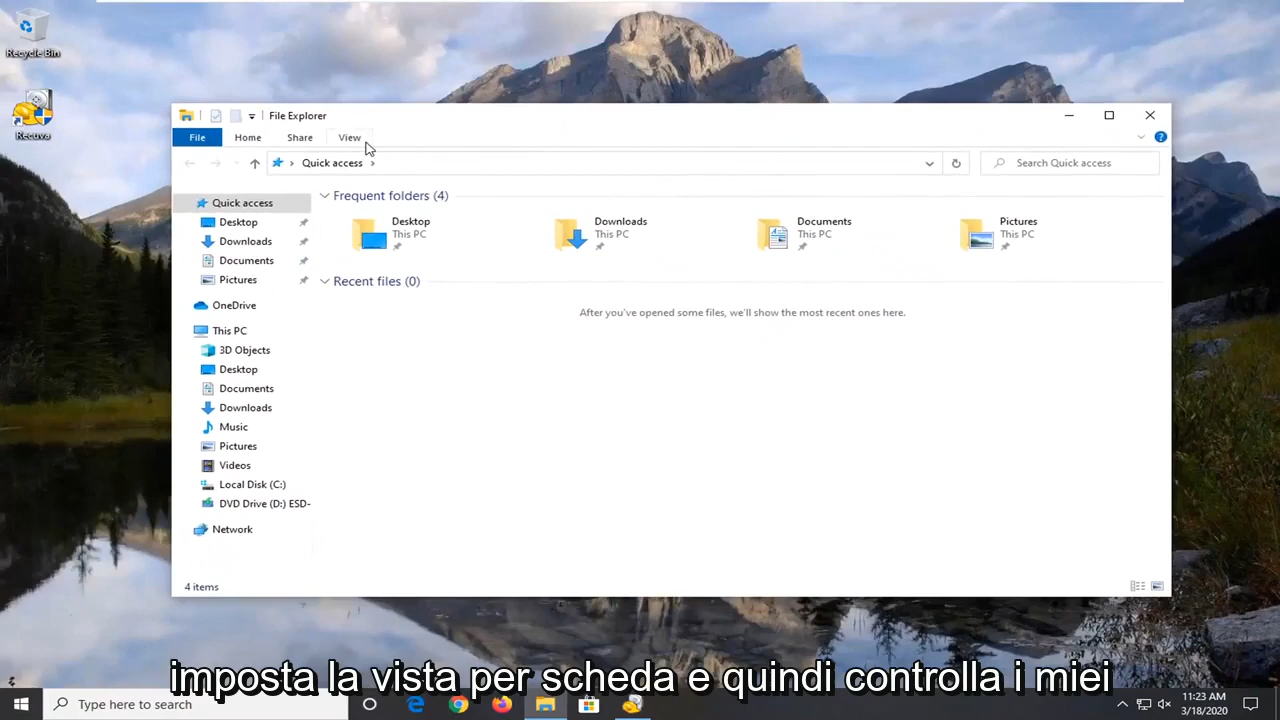 Recycle Bin
Recuva
File Explorer
File
Home
Share
View
Quick access
Search Quick access
Quick access
Desktop
Downloads
Documents
Pictures
OneDrive
This PC
3D Objects
Desktop
Documents
Downloads
Music
Pictures
Videos
Local Disk (C:)
DVD Drive (D:) ESD-
Network
Frequent folders (4)
Desktop
This PC
Downloads
This PC
Documents
This PC
Pictures
This PC
Recent files (0)
After you've opened some files, we'll show the most recent ones here.
4 items
imposta la vista per scheda e quindi controlla i miei
Type here to search
11:23 AM
3/18/2020